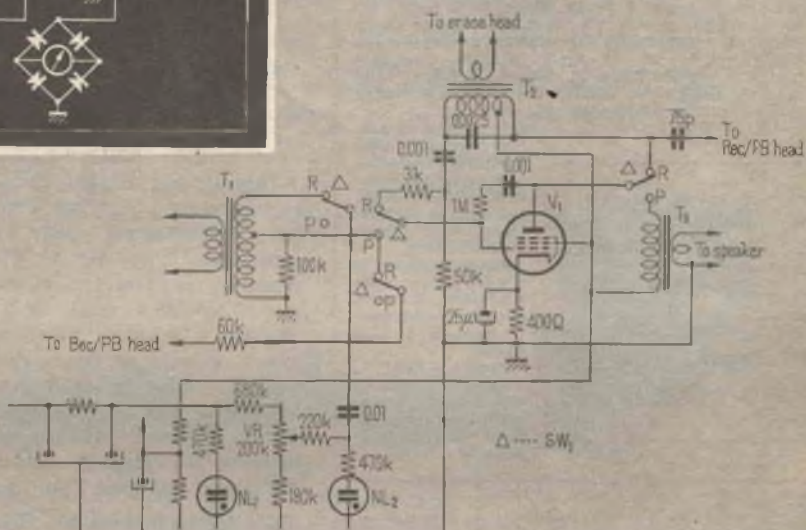 To erase head
T₂
0.0025
75p
To
Rec/PB head
0.001
0.001
3k
1M
V₁
T₁
R △
R
△ R
P o
P △
P
T₃
To speaker
100k
R
△ o P
50k
25μ
400Ω
60k
To Rec/PB head
680k
0.01
220k
470k
VR
200k
△ ---- SW₁
470k
NL₁
180k
NL₂